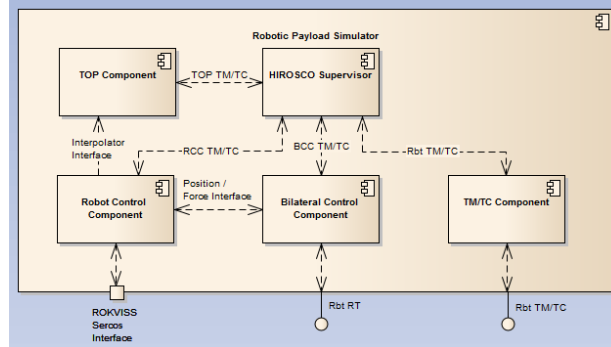 Robotic Payload Simulator
TOP Component
TOP TM/TC
HIROSCO Supervisor
Interpolator
Interface
RCC TM/TC
BCC TM/TC
Rbt TM/TC
Robot Control
Component
Position /
Force Interface
Bilateral Control
Component
TM/TC Component
ROKVISS
Sercos
Interface
Rbt RT
Rbt TM/TC